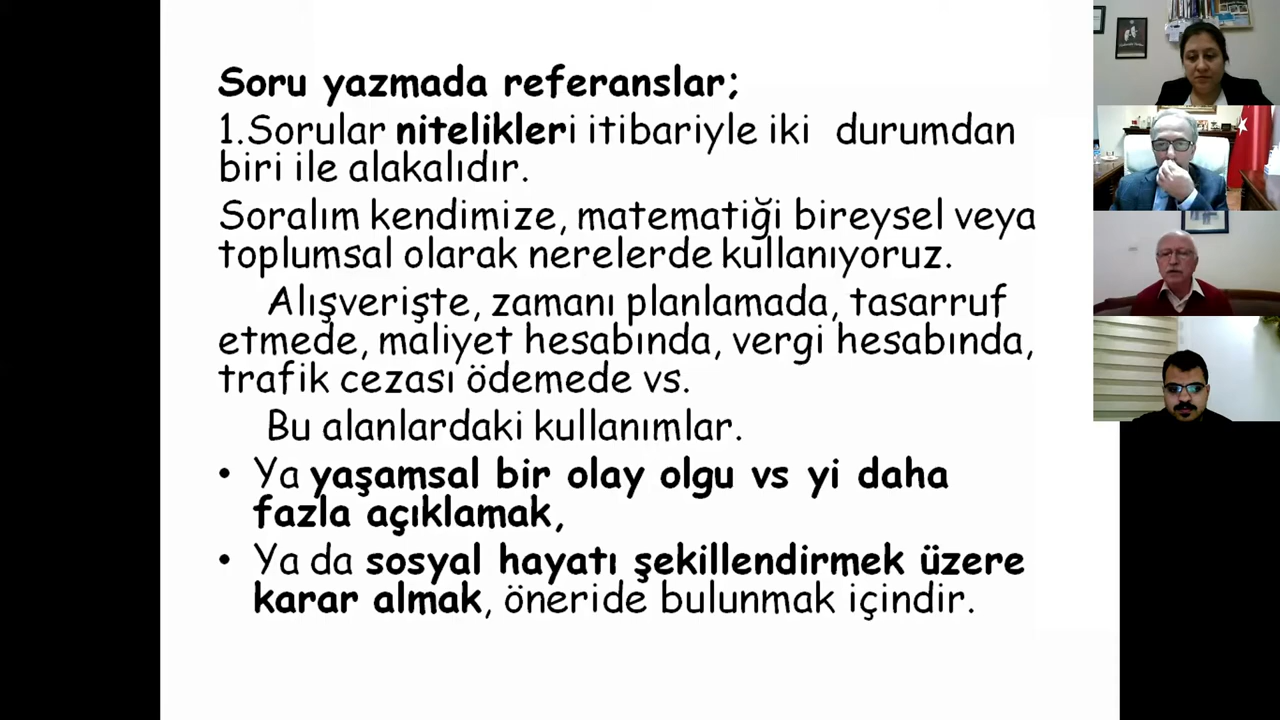 Soru yazmada referanslar;
1.Sorular nitelikleri itibariyle iki durumdan
biri ile alakalıdır.
Soralım kendimize, matematiği bireysel veya
toplumsal olarak nerelerde kullanıyoruz.
Alışverişte, zamanı planlamada, tasarruf
etmede, maliyet hesabında, vergi hesabında,
trafik cezası ödemede vs.
Bu alanlardaki kullanımlar.
• Ya yaşamsal bir olay olgu vs yi daha
fazla açıklamak,
• Ya da sosyal hayatı şekillendirmek üzere
karar almak, öneride bulunmak içindir.